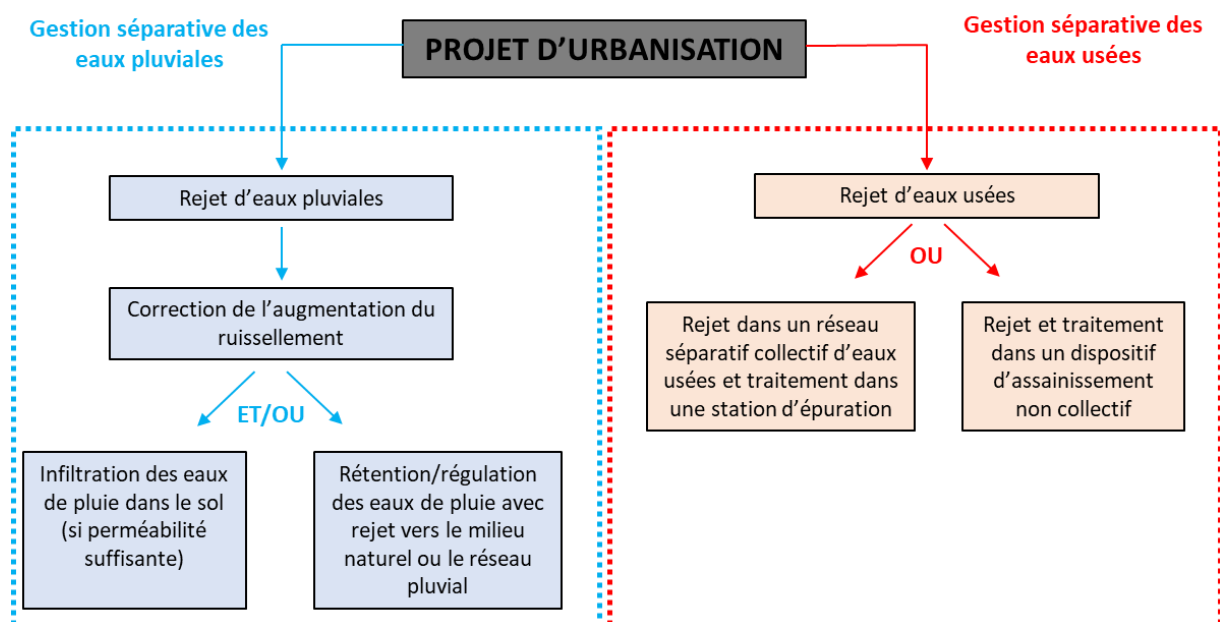 Gestion séparative des
eaux pluviales
PROJET D’URBANISATION
Gestion séparative des
eaux usées
Rejet d’eaux pluviales
Correction de l’augmentation du
ruissellement
ET/OU
Infiltration des eaux
de pluie dans le sol
(si perméabilité
suffisante)
Rétention/régulation
des eaux de pluie avec
rejet vers le milieu
naturel ou le réseau
pluvial
Rejet d’eaux usées
OU
Rejet dans un réseau
séparatif collectif d’eaux
usées et traitement dans
une station d’épuration
Rejet et traitement
dans un dispositif
d’assainissement
non collectif